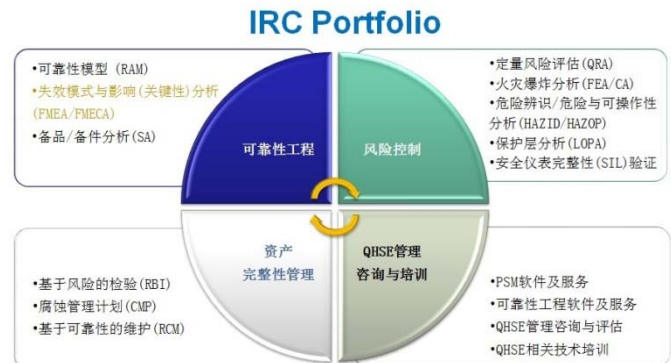 IRC Portfolio
•可靠性模型 (RAM)
•失效模式与影响(关键性)分析
(FMEA/FMECA)
•备品/备件分析(SA)
可靠性工程
风险控制
•定量风险评估(QRA)
•火灾爆炸分析(FEA/CA)
•危险辨识/危险与可操作性
分析(HAZID/HAZOP)
•保护层分析(LOPA)
•安全仪表完整性(SIL)验证
•基于风险的检验(RBI)
•腐蚀管理计划(CMP)
•基于可靠性的维护(RCM)
资产
完整性管理
QHSE管理
咨询与培训
•PSM软件及服务
•可靠性工程软件及服务
•QHSE管理咨询与评估
•QHSE相关技术培训